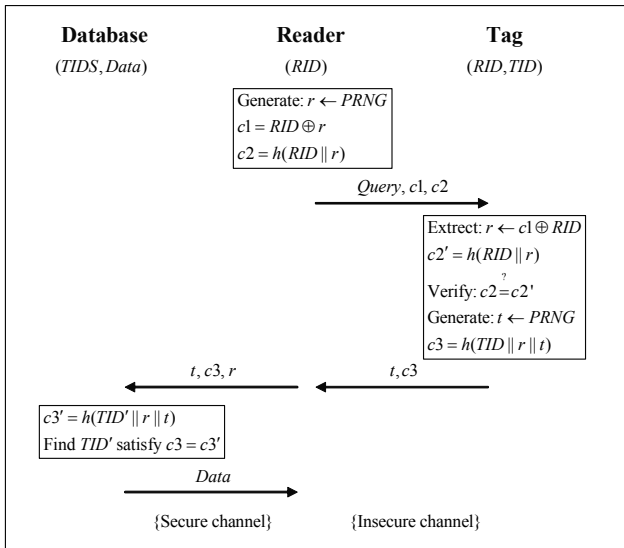 Database Reader Tag
(TIDS, Data) (RID) (RID, TID)
Generate: r ← PRNG
c1 = RID ⊕ r
c2 = h(RID || r)
Query, c1, c2
Extrect: r ← c1 ⊕ RID
c2′ = h(RID || r)
Verify: c2 ?= c2'
Generate: t ← PRNG
c3 = h(TID || r || t)
t, c3, r t, c3
c3′ = h(TID′ || r || t)
Find TID′ satisfy c3 = c3′
Data
{Secure channel} {Insecure channel}